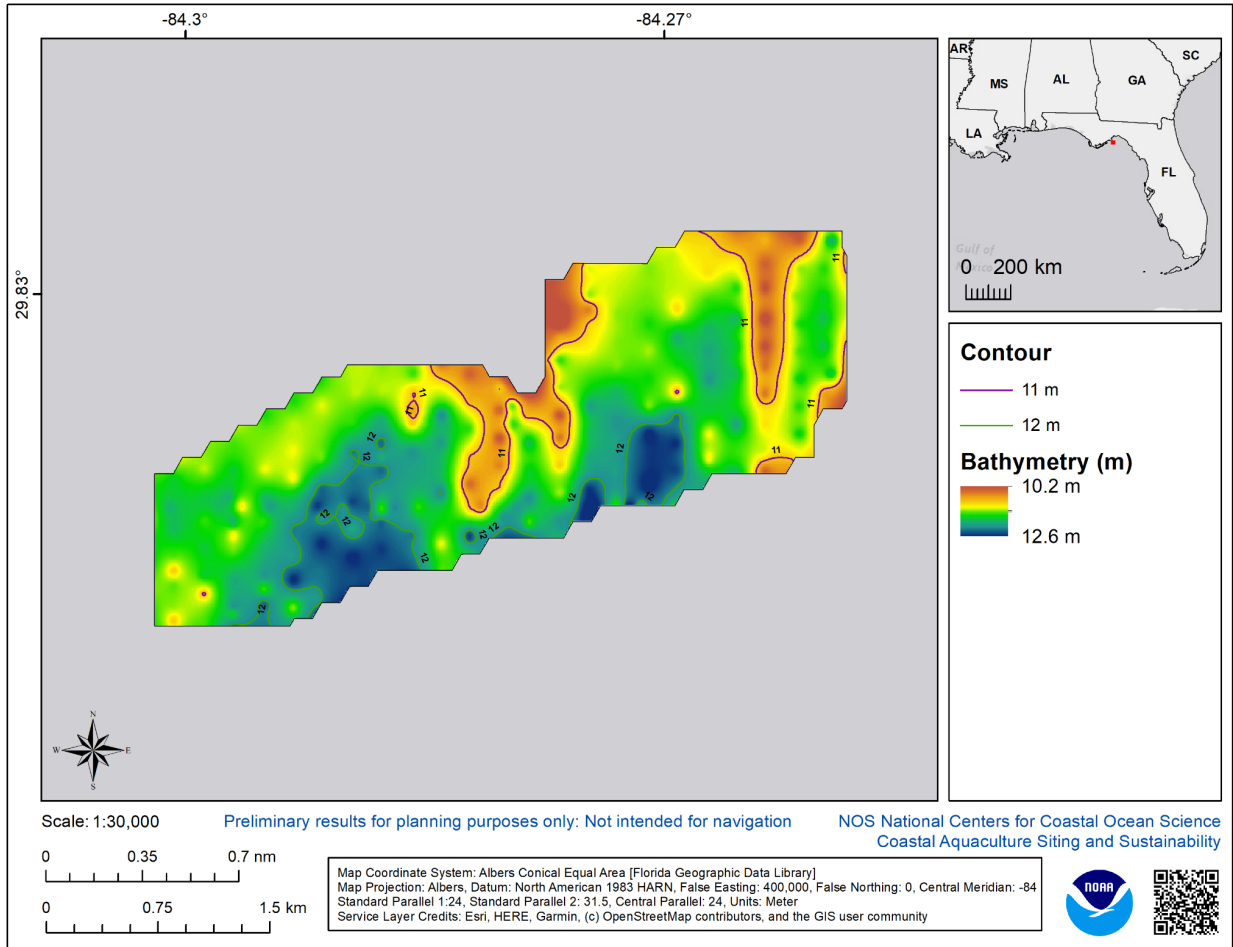 -84.3°
-84.27°
29.83°
11
11
11
11
11
11
11
11
12
12
12
12
12
12
12
12
12
12
12
AR
MS
AL
GA
SC
LA
FL
Gulf of
Mexico
0 200 km
Contour
11 m
12 m
Bathymetry (m)
10.2 m
12.6 m
N
W
E
S
Scale: 1:30,000
Preliminary results for planning purposes only: Not intended for navigation
NOS National Centers for Coastal Ocean Science
Coastal Aquaculture Siting and Sustainability
0 0.35 0.7 nm
0 0.75 1.5 km
Map Coordinate System: Albers Conical Equal Area [Florida Geographic Data Library]
Map Projection: Albers, Datum: North American 1983 HARN, False Easting: 400,000, False Northing: 0, Central Meridian: -84
Standard Parallel 1:24, Standard Parallel 2: 31.5, Central Parallel: 24, Units: Meter
Service Layer Credits: Esri, HERE, Garmin, (c) OpenStreetMap contributors, and the GIS user community
NOAA